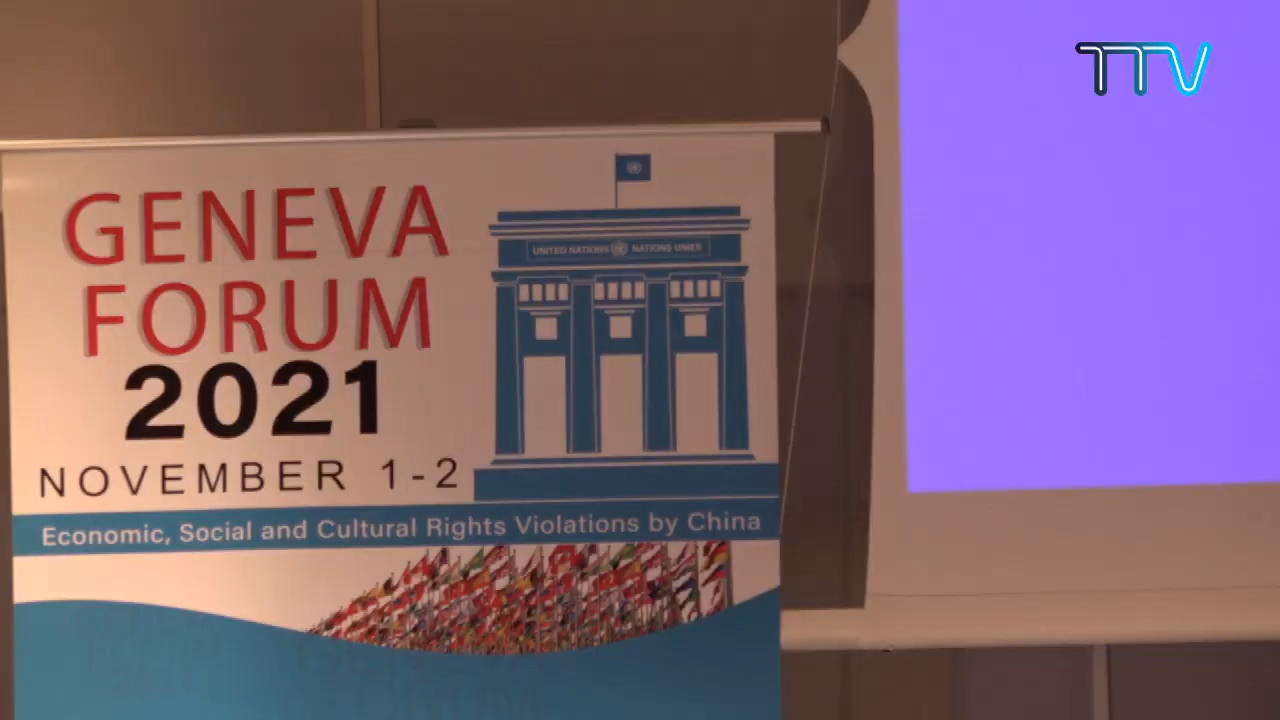 TTV
GENEVA
FORUM
2021
NOVEMBER 1-2
UNITED NATIONS NATIONS UNIES
Economic, Social and Cultural Rights Violations by China